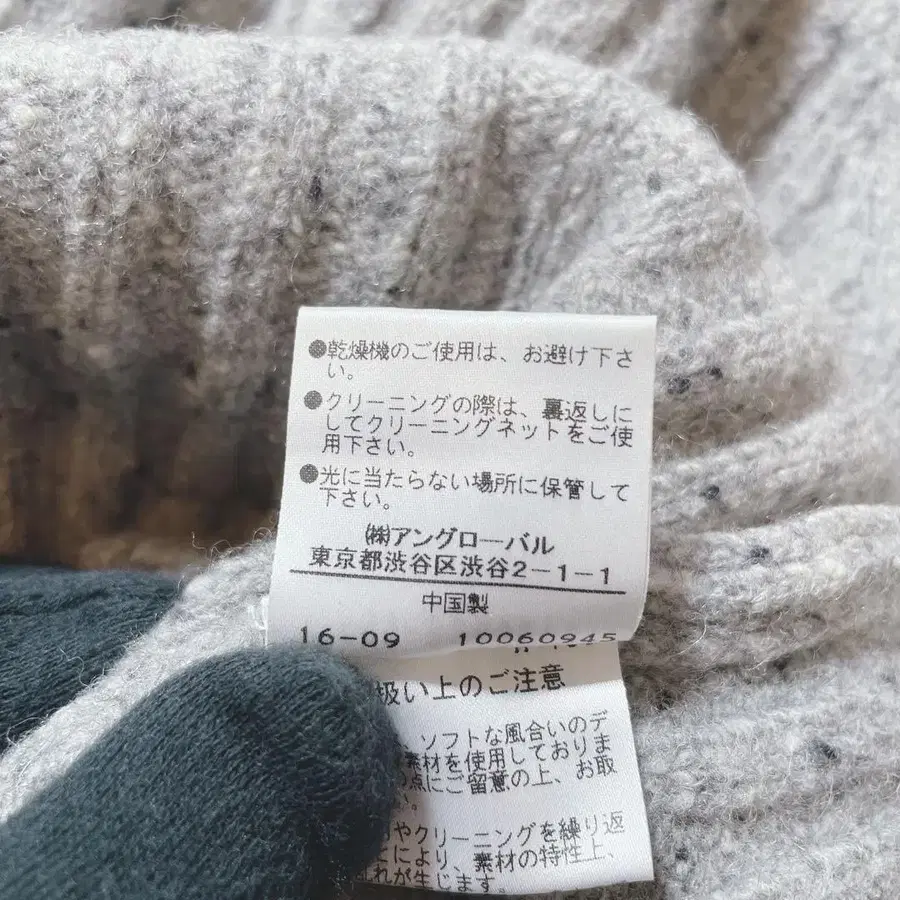 ●乾燥機のご使用は、お避け下さ
い。
●クリーニングの際は、裏返しに
してクリーニングネットをご使
用下さい。
●光に当たらない場所に保管して
下さい。
㈱アングローバル
東京都渋谷区渋谷2-1-1
中国製
16-09 10060945
扱い上のご注意
、ソフトな風合いのデ
素材を使用しておりま
の点にご留意の上、お取
い。
やクリーニングを繰り返
とにより、素材の特性上、
れが生じます。